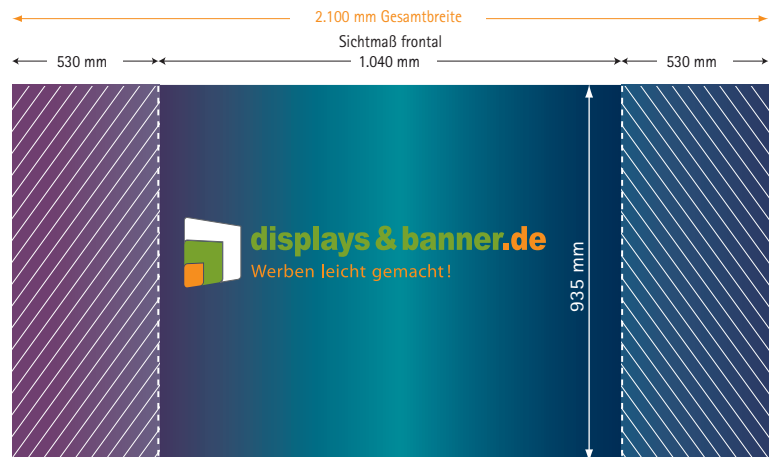 2.100 mm Gesamtbreite
Sichtmaß frontal
530 mm 1.040 mm 530 mm
displays & banner.de
Werben leicht gemacht!
935 mm